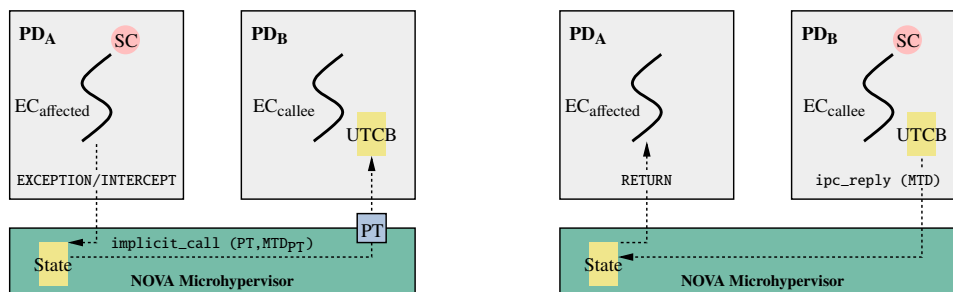 PDA
SC
ECaffected
EXCEPTION/INTERCEPT
PDB
ECcallee
UTCB
PT
implicit_call (PT,MTDPT)
State
NOVA Microhypervisor
PDA
ECaffected
RETURN
PDB
SC
ECcallee
UTCB
ipc_reply (MTD)
State
NOVA Microhypervisor